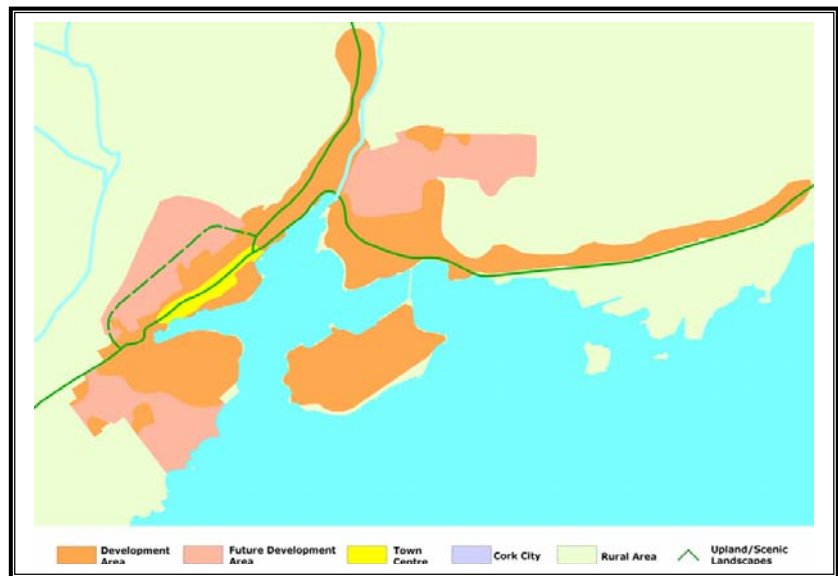 Development
Area
Future Development
Area
Town
Centre
Cork City
Rural Area
Upland/Scenic
Landscapes